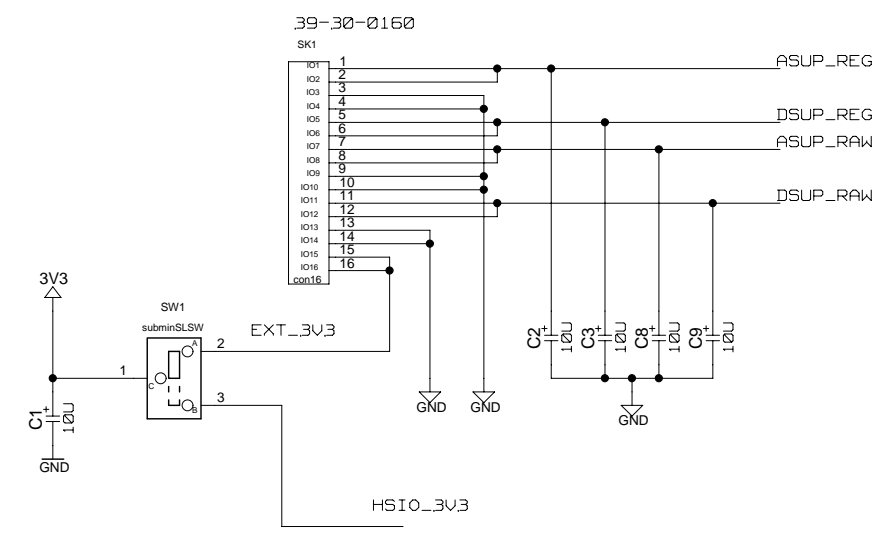 39-30-0160
SK1
IO1 1 ASUP_REG
IO2 2
IO3 3
IO4 4
IO5 5 DSUP_REG
IO6 6
IO7 7 ASUP_RAW
IO8 8
IO9 9
IO10 10
IO11 11 DSUP_RAW
IO12 12
IO13 13
IO14 14
IO15 15
IO16 16
con16
3V3
SW1
subminSLSW
EXT_3V3
A 2
1 C
B 3
C1 + 10U
GND
C2 + 10U
C3 + 10U
C8 + 10U
C9 + 10U
GND
GND
GND
HSIO_3V3